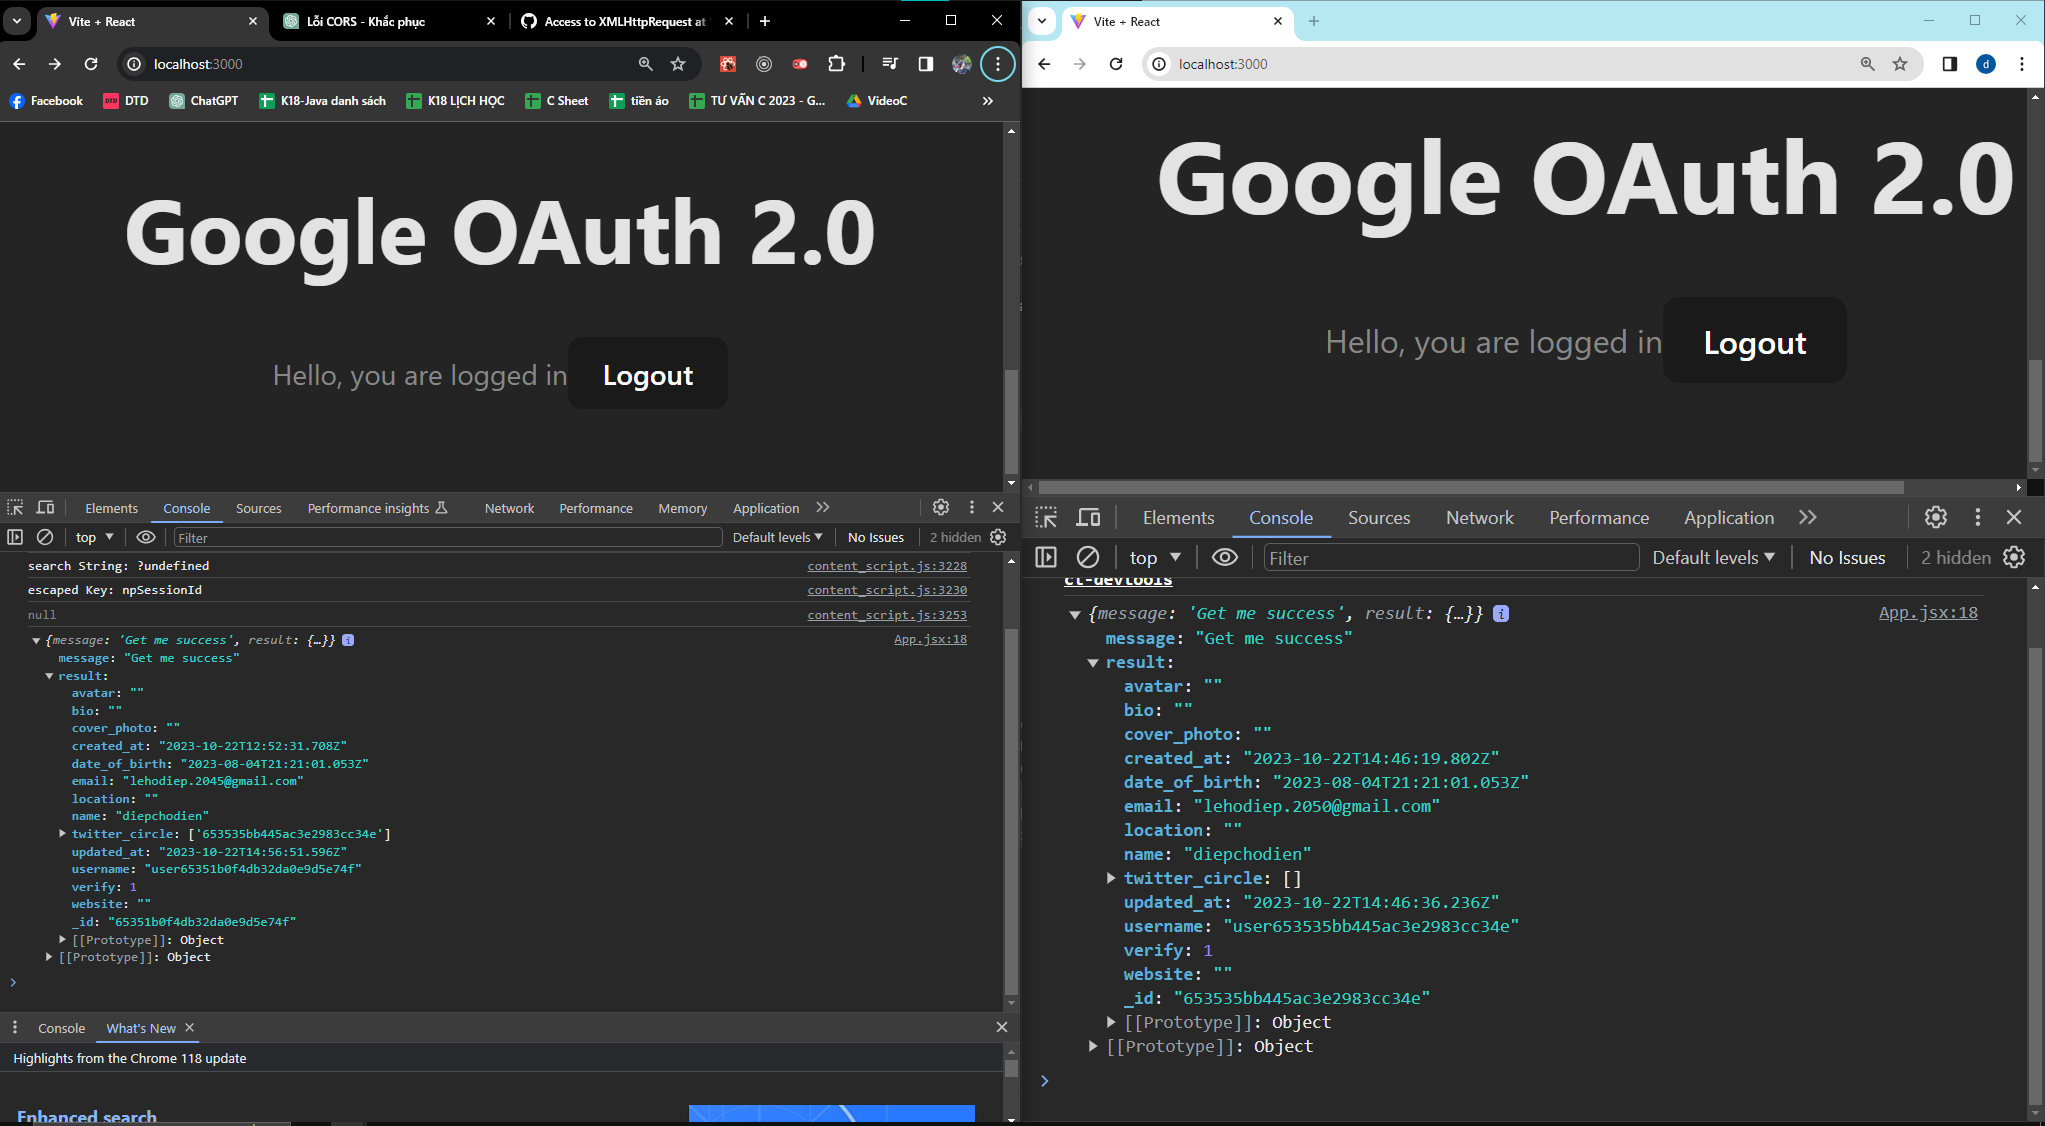 Vite + React
Lỗi CORS - Khắc phục
Access to XMLHttpRequest at
localhost:3000
Facebook
DTD
ChatGPT
K18-Java danh sách
K18 LỊCH HỌC
C Sheet
tiền áo
TƯ VẤN C 2023 - G...
VideoC
Google OAuth 2.0
Hello, you are logged in
Logout
Elements
Console
Sources
Performance insights
Network
Performance
Memory
Application
top
Filter
Default levels
No Issues
2 hidden
search String: ?undefined content_script.js:3228
escaped Key: npSessionId content_script.js:3230
null content_script.js:3253
{message: 'Get me success', result: {…}} i App.jsx:18
message: "Get me success"
result:
avatar: ""
bio: ""
cover_photo: ""
created_at: "2023-10-22T12:52:31.708Z"
date_of_birth: "2023-08-04T21:21:01.053Z"
email: "lehodiep.2045@gmail.com"
location: ""
name: "diepchodien"
twitter_circle: ['653535bb445ac3e2983cc34e']
updated_at: "2023-10-22T14:56:51.596Z"
username: "user65351b0f4db32da0e9d5e74f"
verify: 1
website: ""
_id: "65351b0f4db32da0e9d5e74f"
[[Prototype]]: Object
[[Prototype]]: Object
Console
What's New
Highlights from the Chrome 118 update
Enhanced search
Vite + React
localhost:3000
d
Google OAuth 2.0
Hello, you are logged in
Logout
Elements
Console
Sources
Network
Performance
Application
top
Filter
Default levels
No Issues
2 hidden
ct-devtools
{message: 'Get me success', result: {…}} i App.jsx:18
message: "Get me success"
result:
avatar: ""
bio: ""
cover_photo: ""
created_at: "2023-10-22T14:46:19.802Z"
date_of_birth: "2023-08-04T21:21:01.053Z"
email: "lehodiep.2050@gmail.com"
location: ""
name: "diepchodien"
twitter_circle: []
updated_at: "2023-10-22T14:46:36.236Z"
username: "user653535bb445ac3e2983cc34e"
verify: 1
website: ""
_id: "653535bb445ac3e2983cc34e"
[[Prototype]]: Object
[[Prototype]]: Object